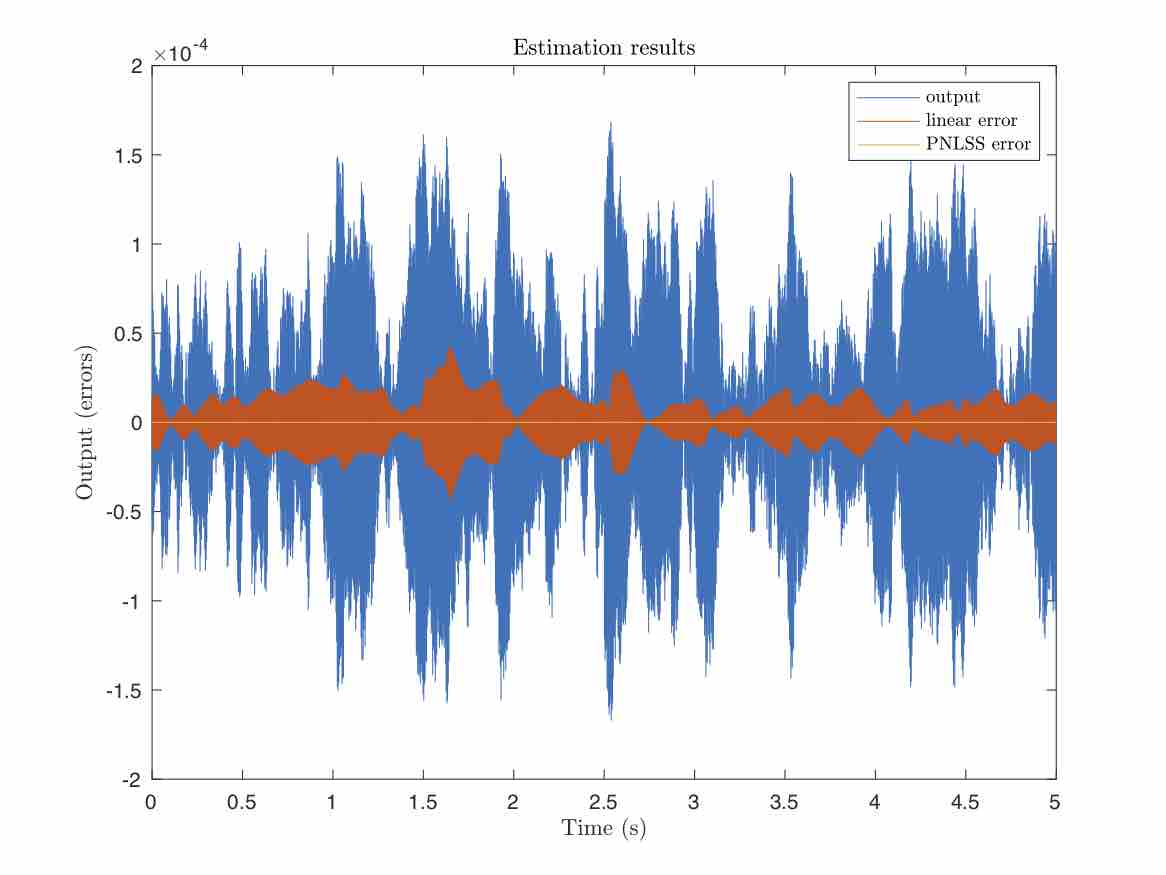 Estimation results
×10-4
2
1.5
1
0.5
0
-0.5
-1
-1.5
-2
Output (errors)
output
linear error
PNLSS error
0 0.5 1 1.5 2 2.5 3 3.5 4 4.5 5
Time (s)